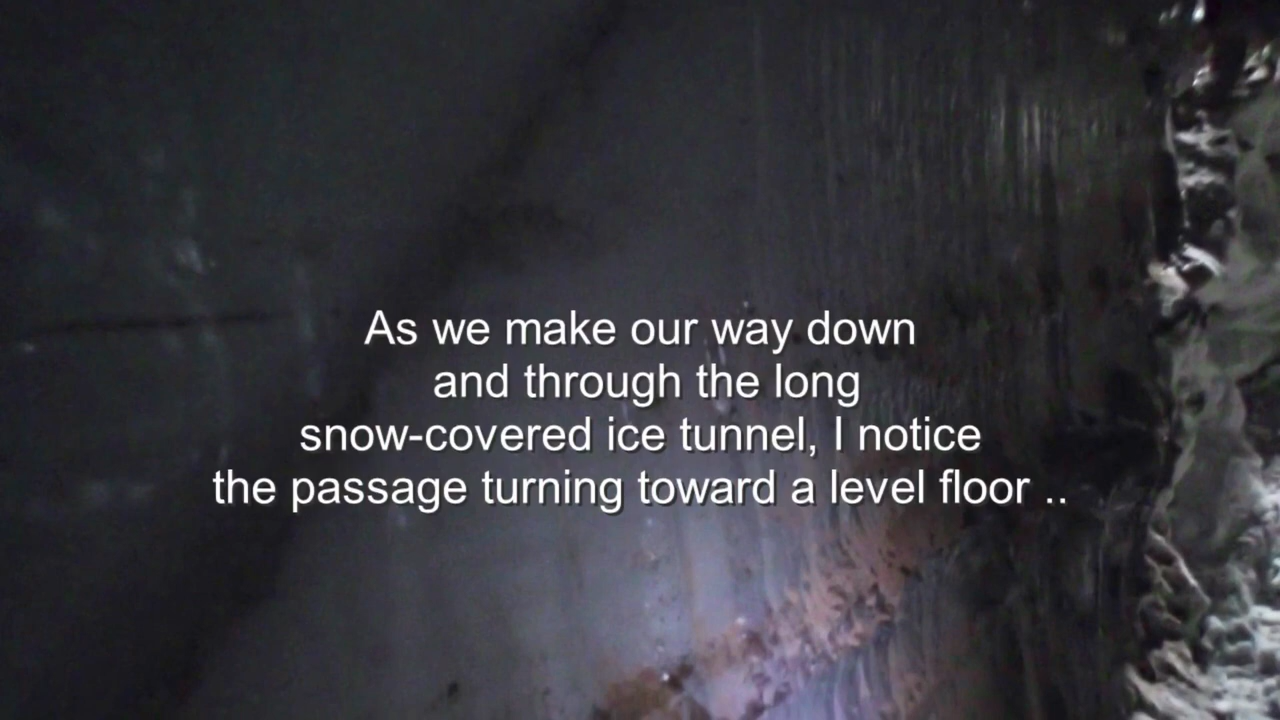 As we make our way down
and through the long
snow-covered ice tunnel, I notice
the passage turning toward a level floor ..